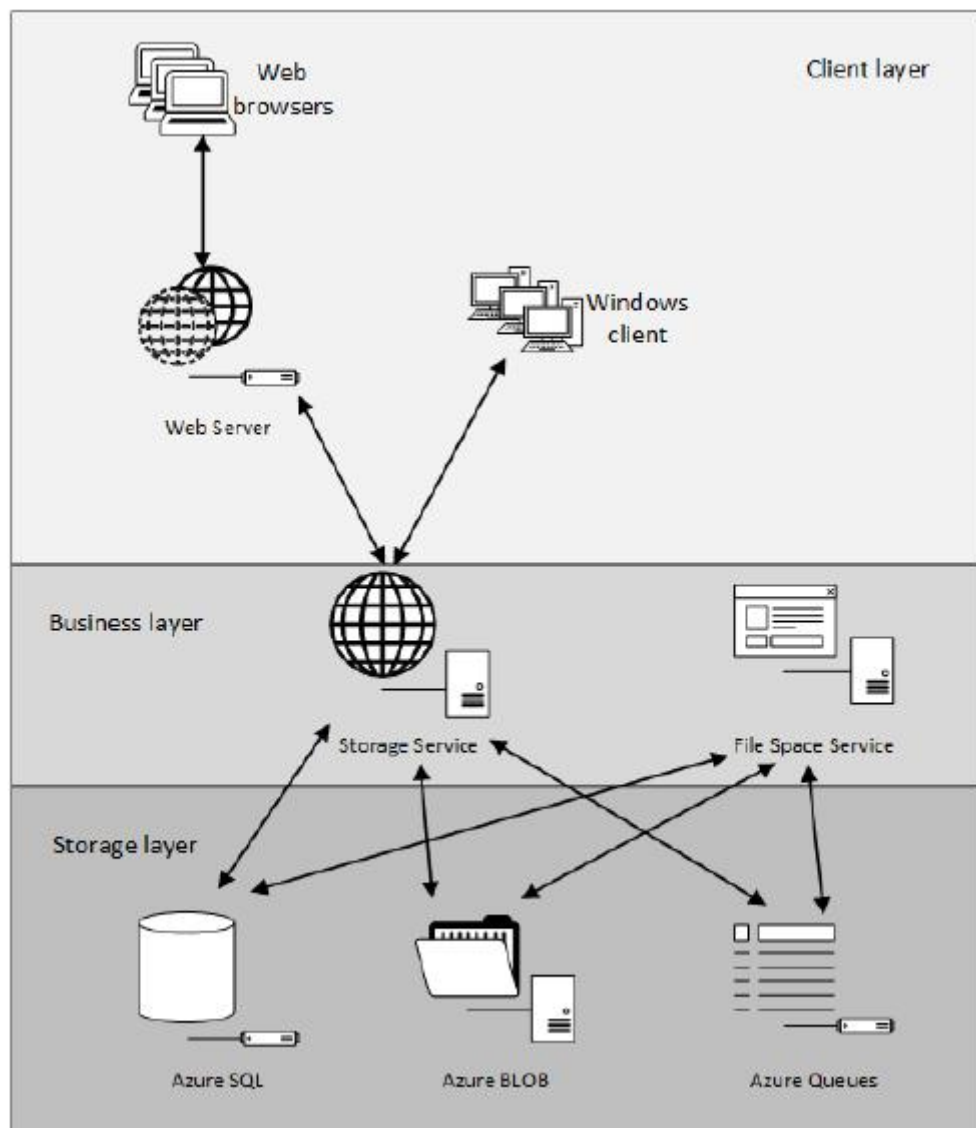 Web
browsers
Client layer
Windows
client
Web Server
Business layer
Storage Service
File Space Service
Storage layer
Azure SQL
Azure BLOB
Azure Queues